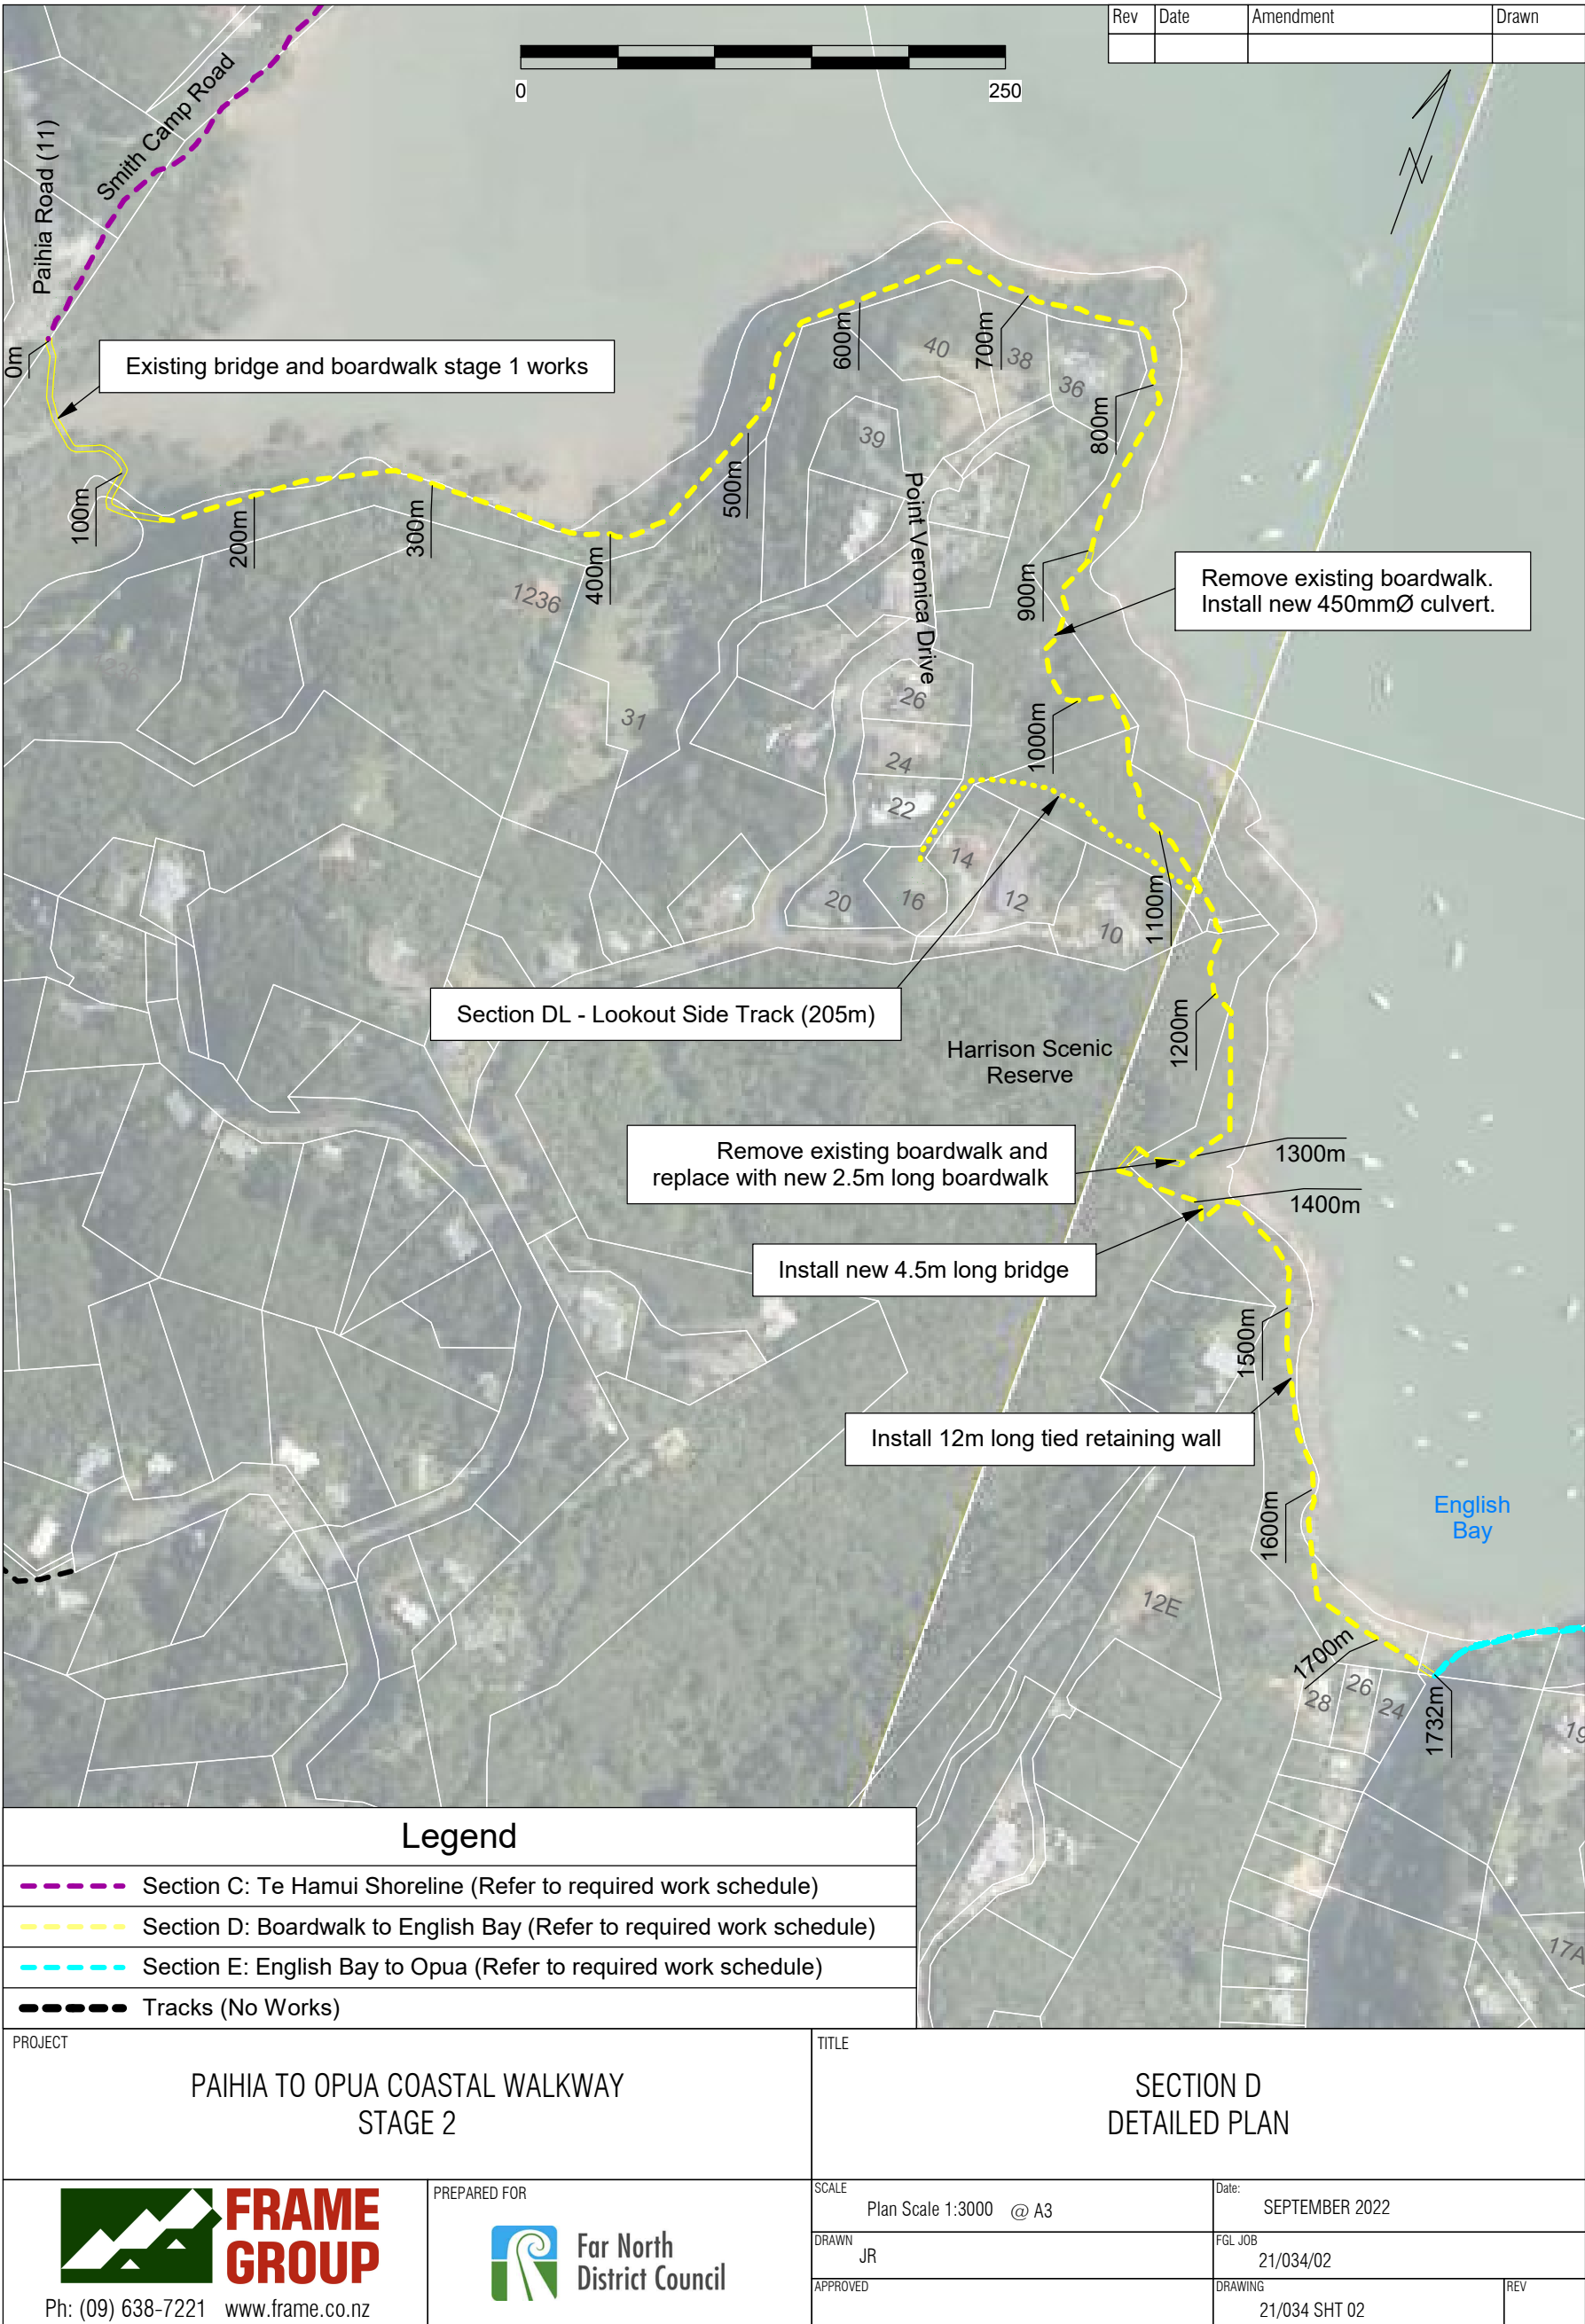 Rev Date Amendment Drawn
0 250
Paihia Road (11)
Smith Camp Road
0m
Existing bridge and boardwalk stage 1 works
100m
200m
300m
400m
500m
600m
700m
800m
900m
40
38
36
39
Point Veronica Drive
Remove existing boardwalk.
Install new 450mmØ culvert.
1236
31
26
24
22
1000m
14
20
16
12
10
1100m
Section DL - Lookout Side Track (205m)
Harrison Scenic
Reserve
1200m
Remove existing boardwalk and
replace with new 2.5m long boardwalk
1300m
1400m
Install new 4.5m long bridge
1500m
Install 12m long tied retaining wall
1600m
English
Bay
12E
1700m
28
26
24
1732m
19
17A
Legend
Section C: Te Hamui Shoreline (Refer to required work schedule)
Section D: Boardwalk to English Bay (Refer to required work schedule)
Section E: English Bay to Opua (Refer to required work schedule)
Tracks (No Works)
PROJECT
PAIHIA TO OPUA COASTAL WALKWAY
STAGE 2
TITLE
SECTION D
DETAILED PLAN
FRAME
GROUP
Ph: (09) 638-7221 www.frame.co.nz
PREPARED FOR
Far North
District Council
SCALE
Plan Scale 1:3000 @ A3
Date:
SEPTEMBER 2022
DRAWN
JR
FGL JOB
21/034/02
APPROVED
DRAWING
21/034 SHT 02
REV